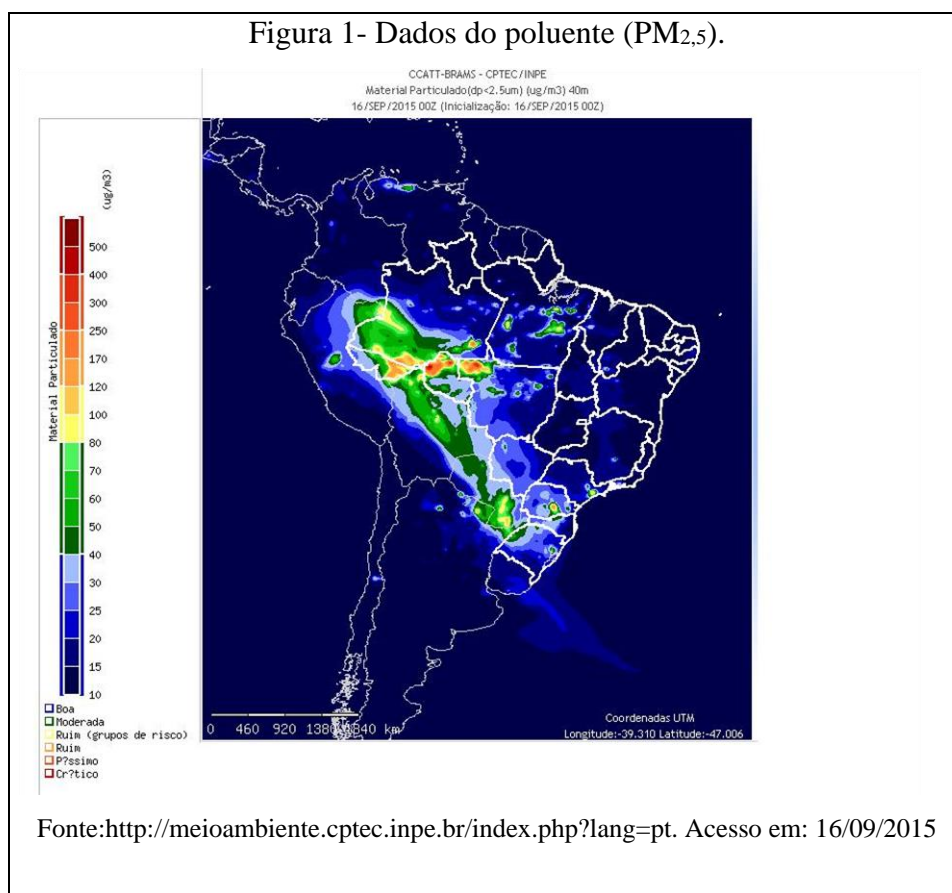 Figura 1- Dados do poluente (PM2,5).
CCATT-BRAMS - CPTEC/INPE
Material Particulado(dp<2.5um) (ug/m3) 40m
16/SEP/2015 00Z (Inicialização: 16/SEP/2015 00Z)
(ug/m3)
Material Particulado
500
400
300
250
170
120
100
80
70
60
50
40
30
25
20
15
10
Boa
Moderada
Ruim (grupos de risco)
Ruim
P?ssimo
Cr?tico
0 460 920 1380 1840 km
Coordenadas UTM
Longitude:-39.310 Latitude:-47.006
Fonte:http://meioambiente.cptec.inpe.br/index.php?lang=pt. Acesso em: 16/09/2015